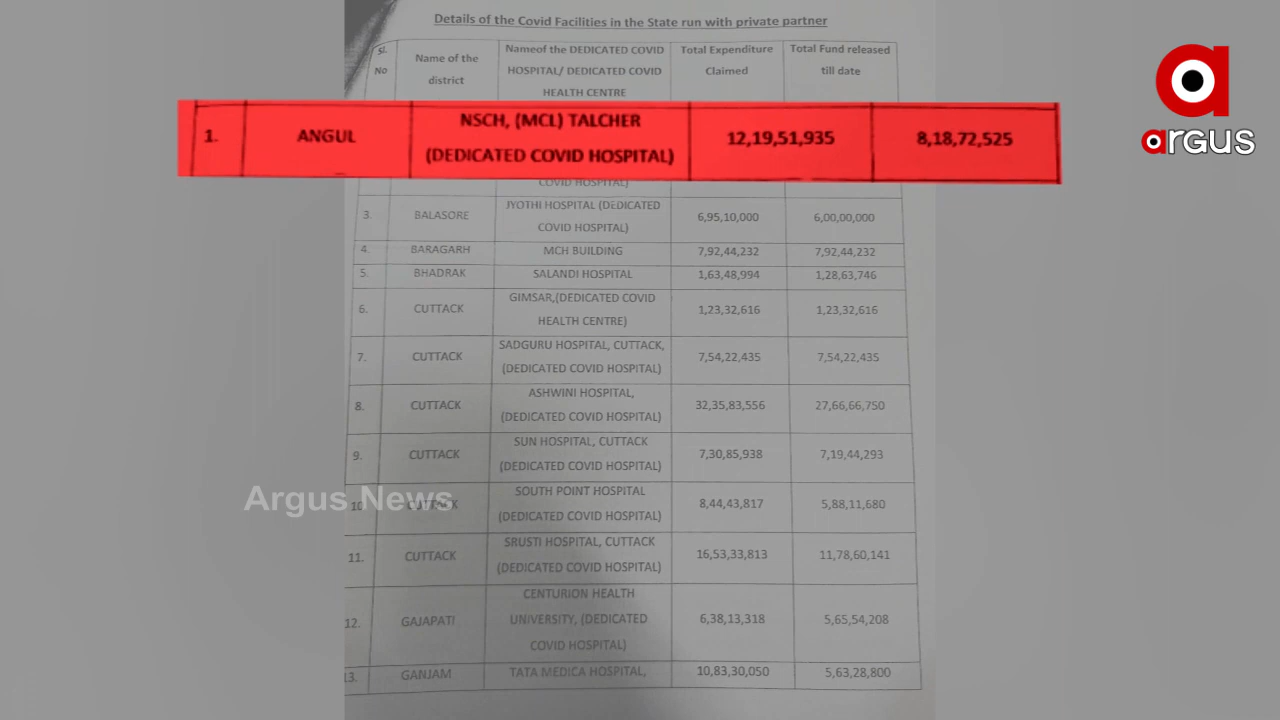 Details of the Covid Facilities in the State run with private partner
Sl. No
Name of the district
Nameof the DEDICATED COVID HOSPITAL/ DEDICATED COVID HEALTH CENTRE
Total Expenditure Claimed
Total Fund released till date
1. ANGUL NSCH, (MCL) TALCHER (DEDICATED COVID HOSPITAL) 12,19,51,935 8,18,72,525
COVID HOSPITAL)
3. BALASORE JYOTHI HOSPITAL (DEDICATED COVID HOSPITAL) 6,95,10,000 6,00,00,000
4. BARAGARH MCH BUILDING 7,92,44,232 7,92,44,232
5. BHADRAK SALANDI HOSPITAL 1,63,48,994 1,28,63,746
6. CUTTACK GIMSAR,(DEDICATED COVID HEALTH CENTRE) 1,23,32,616 1,23,32,616
7. CUTTACK SADGURU HOSPITAL, CUTTACK, (DEDICATED COVID HOSPITAL) 7,54,22,435 7,54,22,435
8. CUTTACK ASHWINI HOSPITAL, (DEDICATED COVID HOSPITAL) 32,35,83,556 27,66,66,750
9. CUTTACK SUN HOSPITAL, CUTTACK (DEDICATED COVID HOSPITAL) 7,30,85,938 7,19,44,293
10 CUTTACK SOUTH POINT HOSPITAL (DEDICATED COVID HOSPITAL) 8,44,43,817 5,88,11,680
11. CUTTACK SRUSTI HOSPITAL, CUTTACK (DEDICATED COVID HOSPITAL) 16,53,33,813 11,78,60,141
12. GAJAPATI CENTURION HEALTH UNIVERSITY, (DEDICATED COVID HOSPITAL) 6,38,13,318 5,65,54,208
13. GANJAM TATA MEDICA HOSPITAL, 10,83,30,050 5,63,28,800
Argus News
argus